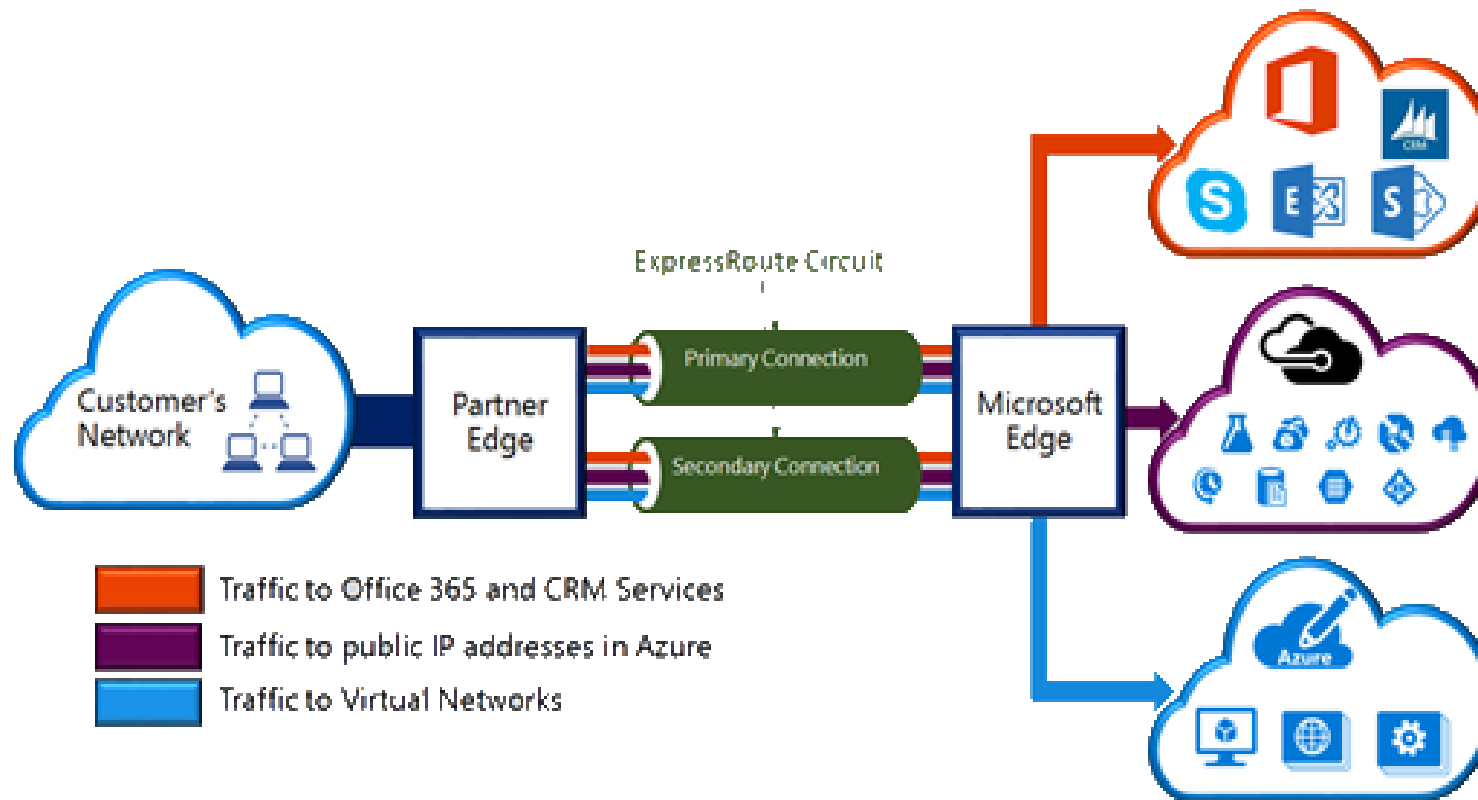 CRM
S
E
S
ExpressRoute Circuit
Customer's
Network
Partner
Edge
Primary Connection
Secondary Connection
Microsoft
Edge
Azure
Traffic to Office 365 and CRM Services
Traffic to public IP addresses in Azure
Traffic to Virtual Networks